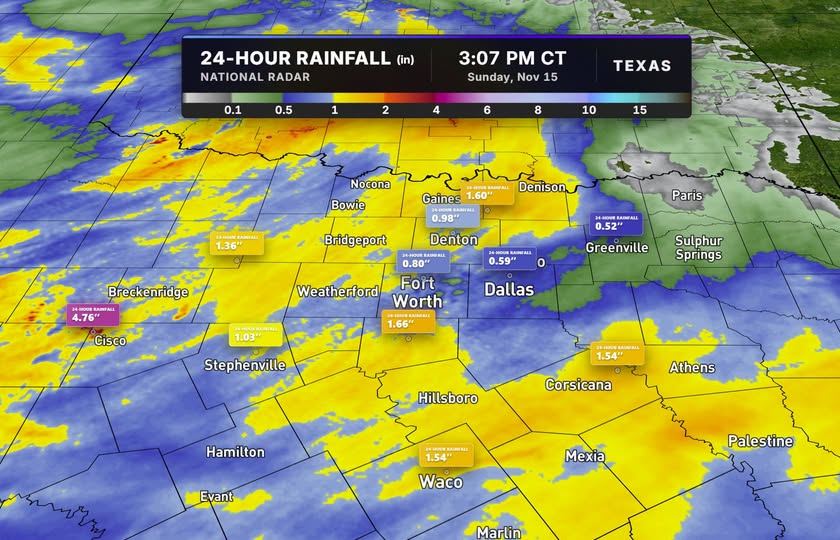 24-HOUR RAINFALL (in)
NATIONAL RADAR
3:07 PM CT
Sunday, Nov 15
TEXAS
0.1 0.5 1 2 4 6 8 10 15
Nocona
Denison
24-HOUR RAINFALL
1.60"
Gaines
Paris
Bowie
24-HOUR RAINFALL
0.98"
24-HOUR RAINFALL
0.52"
24-HOUR RAINFALL
1.36"
Bridgeport
Denton
Greenville
Sulphur
Springs
24-HOUR RAINFALL
0.80"
24-HOUR RAINFALL
0.59"
O
Fort
Worth
Dallas
Breckenridge
Weatherford
24-HOUR RAINFALL
4.76"
24-HOUR RAINFALL
1.66"
Cisco
24-HOUR RAINFALL
1.03"
Stephenville
24-HOUR RAINFALL
1.54"
Athens
Corsicana
Hillsboro
Palestine
Hamilton
24-HOUR RAINFALL
1.54"
Mexia
Waco
Evant
Marlin